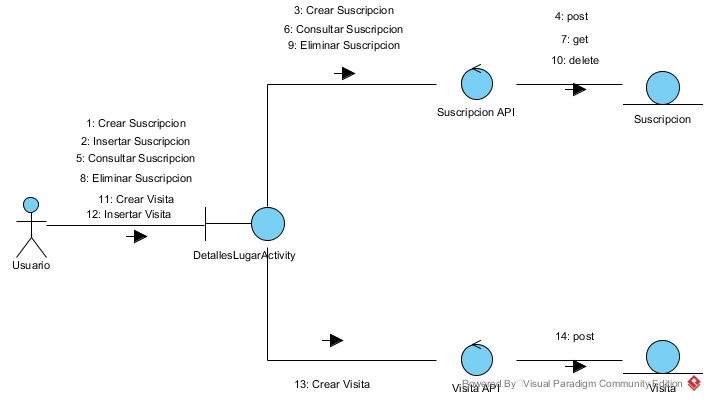 3: Crear Suscripcion
6: Consultar Suscripcion
9: Eliminar Suscripcion
4: post
7: get
10: delete
Suscripcion API
Suscripcion
1: Crear Suscripcion
2: Insertar Suscripcion
5: Consultar Suscripcion
8: Eliminar Suscripcion
11: Crear Visita
12: Insertar Visita
Usuario
DetallesLugarActivity
14: post
13: Crear Visita
Visita API
Visita
Powered By Visual Paradigm Community Edition